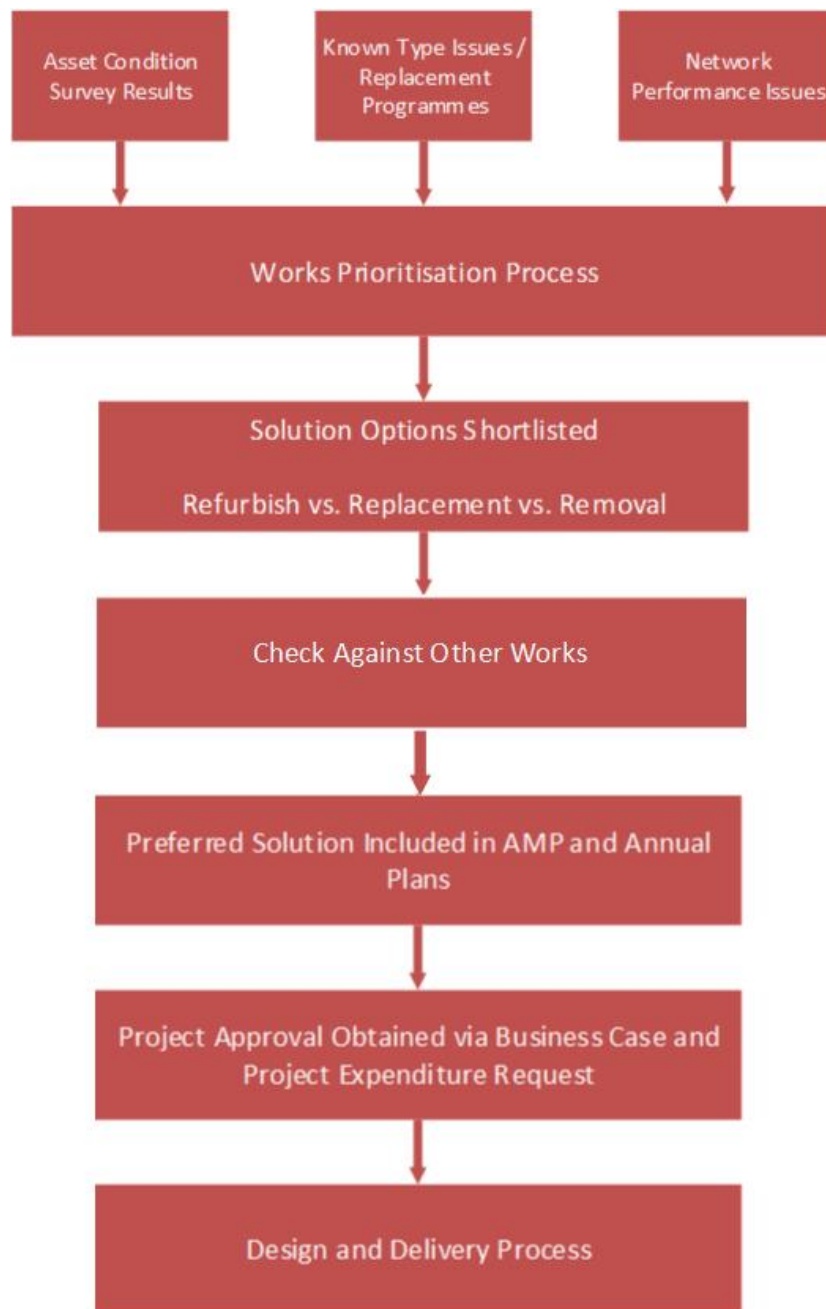 Asset Condition
Survey Results
Known Type Issues /
Replacement
Programmes
Network
Performance Issues
Works Prioritisation Process
Solution Options Shortlisted
Refurbish vs. Replacement vs. Removal
Check Against Other Works
Preferred Solution Included in AMP and Annual
Plans
Project Approval Obtained via Business Case and
Project Expenditure Request
Design and Delivery Process